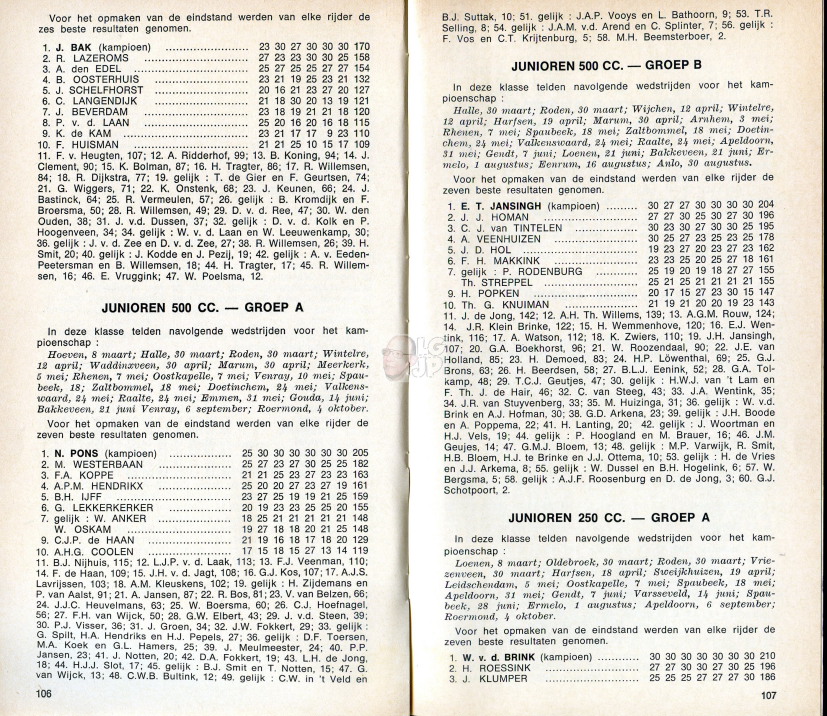 Voor het opmaken van de eindstand werden van elke rijder de
zes beste resultaten genomen.
1. J. BAK (kampioen) .................... 23 30 27 30 30 30 170
2. R. LAZEROMS .................... 27 23 23 30 30 25 158
3. A. den EDEL .................... 25 27 25 25 27 25 154
4. B. OOSTERHUIS .................... 23 21 19 25 23 21 132
5. J. SCHELFHORST .................... 20 16 21 23 27 20 127
6. C. LANGENDIJK .................... 21 18 30 20 13 19 121
7. J. BEVERDAM .................... 23 18 19 21 21 18 120
8. P. v.d. LAAN .................... 25 20 16 20 16 18 115
9. K. de KAM .................... 23 21 17 17 9 23 110
10. F. HUISMAN .................... 21 21 25 10 15 17 109
11. F. v. Heugten, 107; 12. A. Ridderhof, 99; 13. B. Koning, 94; 14. J.
Clement, 90; 15. K. Bolman, 87; 16. H. Tragter, 86; 17. R. Willemsen,
84; 18. R. Dijkstra, 77; 19. gelijk : T. de Gier en F. Geurtsen, 74;
21. G. Wiggers, 71; 22. K. Onstenk, 68; 23. J. Keunen, 66; 24. J.
Bastinck, 64; 25. R. Vermeulen, 57; 26. gelijk : B. Kromdijk en F.
Broersma, 50; 28. R. Willemsen, 49; 29. D. v.d. Ree, 47; 30. W. den
Ouden, 38; 31. J. v.d. Dussen, 37; 32. gelijk : D. v.d. Kolk en P.
Hoogenveen, 34; 34. gelijk : W. v.d. Laan en W. Leeuwenkamp, 30;
36. gelijk : J. v.d. Zee en D. v.d. Zee, 27; 38. R. Willemsen, 26; 39. H.
Smit, 20; 40. gelijk : J. Kodde en J. Pezij, 19; 42. gelijk : A. v. Eeden-
Peetersman en B. Willemsen, 18; 44. H. Tragter, 17; 45. R. Willem-
sen, 16; 46. E. Vruggink; 47. W. Poelsma, 12.
JUNIOREN 500 CC. — GROEP A
In deze klasse telden navolgende wedstrijden voor het kam-
pioenschap :
Hoeven, 8 maart; Halle, 30 maart; Roden, 30 maart; Wintelre,
12 april; Waddinxveen, 30 april; Marum, 30 april; Meerkerk,
5 mei; Rhenen, 7 mei; Oostkapelle, 7 mei; Venray, 10 mei; Spau-
beek, 18; Zaltbommel, 18 mei; Doetinchem, 24 mei; Valkens-
waard, 24 mei; Raalte, 24 mei; Emmen, 31 mei; Gouda, 14 juni;
Bakkeveen, 21 juni Venray, 6 september; Roermond, 4 oktober.
Voor het opmaken van de eindstand werden van elke rijder de
zeven beste resultaten genomen.
1. N. PONS (kampioen) .................... 25 30 30 30 30 30 30 205
2. M. WESTERBAAN .................... 25 27 23 27 30 25 25 182
3. F.A. KOPPE .................... 21 21 25 23 27 23 23 163
4. A.P.M. HENDRIKX .................... 25 20 20 27 23 27 19 161
5. B.H. IJFF .................... 23 27 25 19 19 21 25 159
6. G. LEKKERKERKER .................... 20 19 23 23 25 25 20 155
7. gelijk : W. ANKER .................... 18 25 21 21 21 21 21 148
W. OSKAM .................... 19 27 18 18 20 21 25 148
9. C.J.P. de HAAN .................... 21 19 16 18 17 18 20 129
10. A.H.G. COOLEN .................... 17 15 18 15 27 13 14 119
11. B.J. Nijhuis, 115; 12. L.J.P. v.d. Laak, 113; 13. F.J. Veenman, 110;
14. F. de Haan, 109; 15. J.H. v.d. Jagt, 108; 16. G.J. Kos, 107; 17. A.J.S.
Lavrijssen, 103; 18. A.M. Kleuskens, 102; 19. gelijk : H. Zijdemans en
P. van Aalst, 91; 21. A. Jansen, 87; 22. R. Bos, 81; 23. V. van Belzen, 66;
24. J.J.C. Heuvelmans, 63; 25. W. Boersma, 60; 26. C.J. Hoefnagel,
56; 27. F.H. van Wijck, 50; 28. G.W. Elbert, 43; 29. J. v.d. Steen, 39;
30. P.J. Visser, 36; 31. J. Groen, 34; 32. J.W. Fokkert, 29; 33. gelijk :
G. Spilt, H.A. Hendriks en H.J. Pepels, 27; 36. gelijk : D.F. Toersen,
M.A. Koek en G.L. Hamers, 25; 39. J. Meulmeester, 24; 40. P.P.
Jansen, 23; 41. J. Notten, 20; 42. D.A. Fokkert, 19; 43. L.H. de Jong,
18; 44. H.J.J. Slot, 17; 45. gelijk : B.J. Smit en T. Notten, 15; 47. G.
van Wijck, 13; 48. C.W.B. Bultink, 12; 49. gelijk : C.W. in 't Veld en
106
B.J. Suttak, 10; 51. gelijk : J.A.P. Vooys en L. Bathoorn, 9; 53. T.R.
Selling, 8; 54. gelijk : J.A.M. v.d. Arend en C. Splinter, 7; 56. gelijk :
F. Vos en C.T. Krijtenburg, 5; 58. M.H. Beemsterboer, 2.
JUNIOREN 500 CC. — GROEP B
In deze klasse telden navolgende wedstrijden voor het kam-
pioenschap :
Halle, 30 maart; Roden, 30 maart; Wijchen, 12 april; Wintelre,
12 april; Harfsen, 19 april; Marum, 30 april; Arnhem, 3 mei;
Rhenen, 7 mei; Spaubeek, 18 mei; Zaltbommel, 18 mei; Doetin-
chem, 24 mei; Valkenswaard, 24 mei; Raalte, 24 mei; Apeldoorn,
31 mei; Gendt, 7 juni; Loenen, 21 juni; Bakkeveen, 21 juni; Er-
melo, 1 augustus; Eenrum, 16 augustus; Anlo, 30 augustus.
Voor het opmaken van de eindstand werden van elke rijder de
zeven beste resultaten genomen.
1. E. T. JANSINGH (kampioen) ......... 30 27 27 30 30 30 30 204
2. J. J. HOMAN .................... 27 27 30 25 30 27 30 196
3. C. J. van TINTELEN .................... 30 23 30 27 30 30 25 195
4. A. VEENHUIZEN .................... 30 25 27 23 25 23 25 178
5. J. D. HOL .................... 19 23 27 20 23 27 23 162
6. F. H. MAKKINK .................... 23 23 25 20 25 27 18 161
7. gelijk : P. RODENBURG ............ 25 19 20 19 18 27 27 155
Th. STREPPEL .................... 25 21 21 21 21 25 21 155
9. H. POPKEN .................... 20 17 15 27 23 30 15 147
10. Th. G. KNUIMAN .................... 21 19 21 20 20 19 23 143
11. J. de Jong, 142; 12. A.H. Th. Willems, 139; 13. A.G.M. Rouw, 124;
14. J.R. Klein Brinke, 122; 15. H. Wemmenhove, 120; 16. E.J. Wen-
tink, 116; 17. A. Watson, 112; 18. K. Zwiers, 110; 19. J.H. Jansingh,
107; 20. G.A. Boekhorst, 96; 21. W. Roozendaal, 90; 22. J.E. van
Holland, 85; 23. H. Demoed, 83; 24. H.P. Löwenthal, 69; 25. G.J.
Brons, 63; 26. H. Beerdsen, 58; 27. B.L.J. Eenink, 52; 28. G.A. Tol-
kamp, 48; 29. T.C.J. Geutjes, 47; 30. gelijk : H.W.J. van 't Lam en
F. Th. J. de Hair, 46; 32. C. van Steeg, 43; 33. J.A. Wentink, 35;
34. J.R. van Stuyvenberg, 33; 35. M. Huizinga, 31; 36. gelijk : W. v.d.
Brink en A.J. Hofman, 30; 38. G.D. Arkena, 23; 39. gelijk : J.H. Boode
en A. Poppema, 22; 41. H. Lanting, 20; 42. gelijk : J. Woortman en
H.J. Vels, 19; 44. gelijk : P. Hoogland en M. Brauer, 16; 46. J.M.
Geujes, 14; 47. G.M.J. Bloem, 13; 48. gelijk : M.P. Varwijk, R. Smit,
H.B. Bloem, H.J. te Brinke en J.J. Ottema, 10; 53. gelijk : H. de Vries
en J.J. Arkema, 8; 55. gelijk : W. Dussel en B.H. Hogelink, 6; 57. W.
Bergsma, 5; 58. gelijk : A.J.F. Roosenburg en D. de Jong, 3; 60. G.J.
Schotpoort, 2.
JUNIOREN 250 CC. — GROEP A
In deze klasse telden navolgende wedstrijden voor het kam-
pioenschap :
Loenen, 8 maart; Oldebroek, 30 maart; Roden, 30 maart; Vrie-
zenveen, 30 maart; Harfsen, 18 april; Sweijkhuizen, 19 april;
Leidschendam, 5 mei; Oostkapelle, 7 mei; Spaubeek, 18 mei;
Apeldoorn, 31 mei; Gendt, 7 juni; Varsseveld, 14 juni; Spau-
beek, 28 juni; Ermelo, 1 augustus; Apeldoorn, 6 september;
Roermond, 4 oktober.
Voor het opmaken van de eindstand werden van elke rijder de
zeven beste resultaten genomen.
1. W. v. d. BRINK (kampioen) ........... 30 30 30 30 30 30 30 210
2. H. ROESSINK .................... 27 27 30 30 27 30 25 196
3. J. KLUMPER .................... 25 25 25 27 27 27 30 186
107